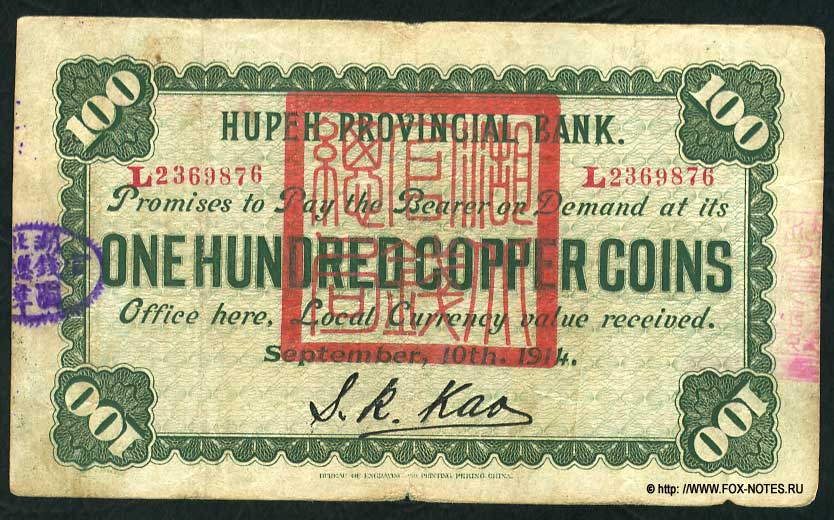 100 100
HUPEH PROVINCIAL BANK.
L2369876 L2369876
Promises to Pay the Bearer on Demand at its
ONE HUNDRED COPPER COINS
Office here, Local Currency value received.
September, 10th. 1914.
S. K. Kao
100 100
BUREAU OF ENGRAVING AND PRINTING, PEKING, CHINA.
© http://WWW.FOX-NOTES.RU